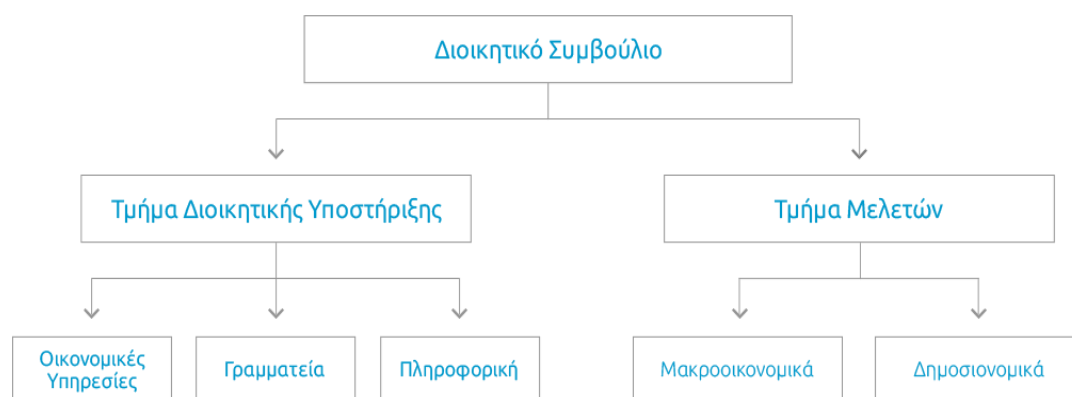 Διοικητικό Συμβούλιο
Τμήμα Διοικητικής Υποστήριξης
Τμήμα Μελετών
Οικονομικές
Υπηρεσίες
Γραμματεία
Πληροφορική
Μακροοικονομικά
Δημοσιονομικά